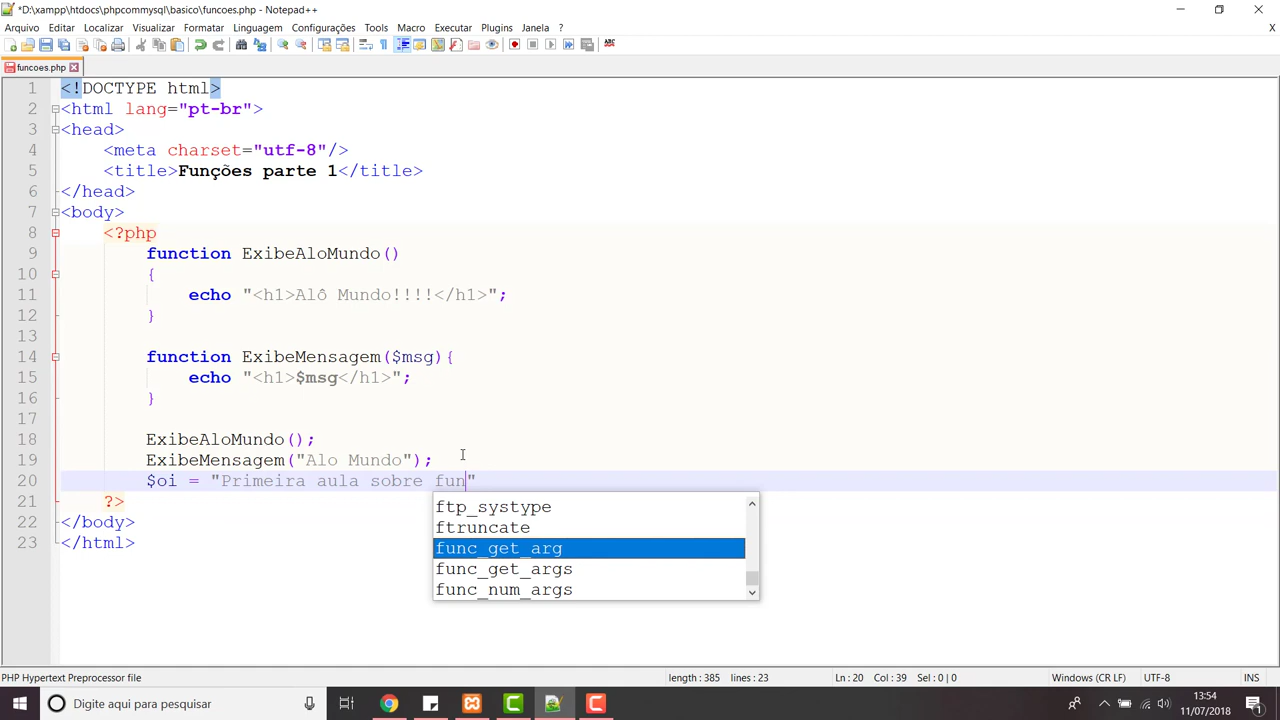 *D:\xampp\htdocs\phpcommysql\basico\funcoes.php - Notepad++
Arquivo Editar Localizar Visualizar Formatar Linguagem Configurações Tools Macro Executar Plugins Janela ?
X
funcoes.php
1 <!DOCTYPE html>
2 <html lang="pt-br">
3 <head>
4 <meta charset="utf-8"/>
5 <title>Funções parte 1</title>
6 </head>
7 <body>
8 <?php
9 function ExibeAloMundo()
10 {
11 echo "<h1>Alô Mundo!!!!</h1>";
12 }
13
14 function ExibeMensagem($msg){
15 echo "<h1>$msg</h1>";
16 }
17
18 ExibeAloMundo();
19 ExibeMensagem("Alo Mundo");
20 $oi = "Primeira aula sobre fun"
21 ?>
22 </body>
23 </html>
ftp_systype
ftruncate
func_get_arg
func_get_args
func_num_args
PHP Hypertext Preprocessor file length : 385 lines : 23 Ln : 20 Col : 39 Sel : 0 | 0 Windows (CR LF) UTF-8 INS
Digite aqui para pesquisar
13:54
11/07/2018